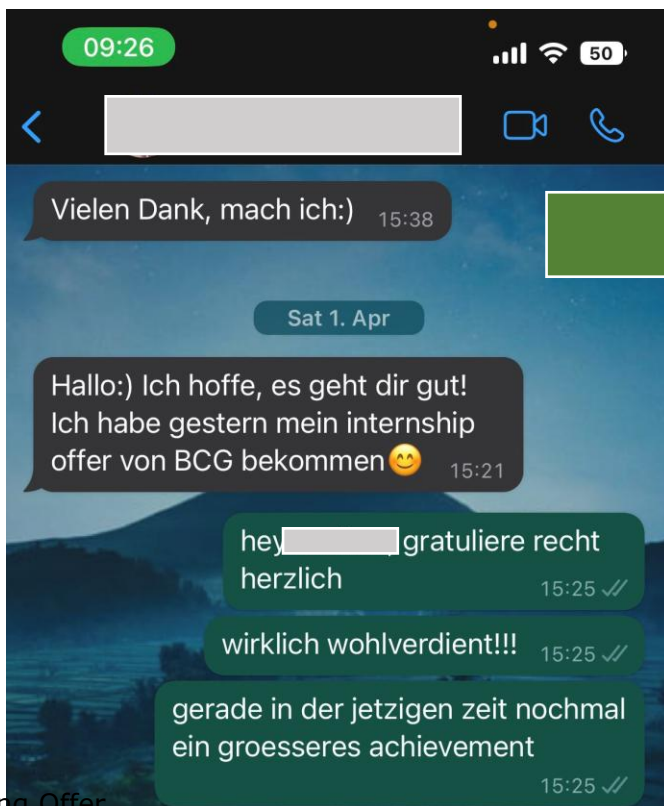 09:26
50
Vielen Dank, mach ich:) 15:38
Sat 1. Apr
Hallo:) Ich hoffe, es geht dir gut!
Ich habe gestern mein internship
offer von BCG bekommen😊 15:21
hey gratuliere recht
herzlich 15:25
wirklich wohlverdient!!! 15:25
gerade in der jetzigen zeit nochmal
ein groesseres achievement
15:25
Offer